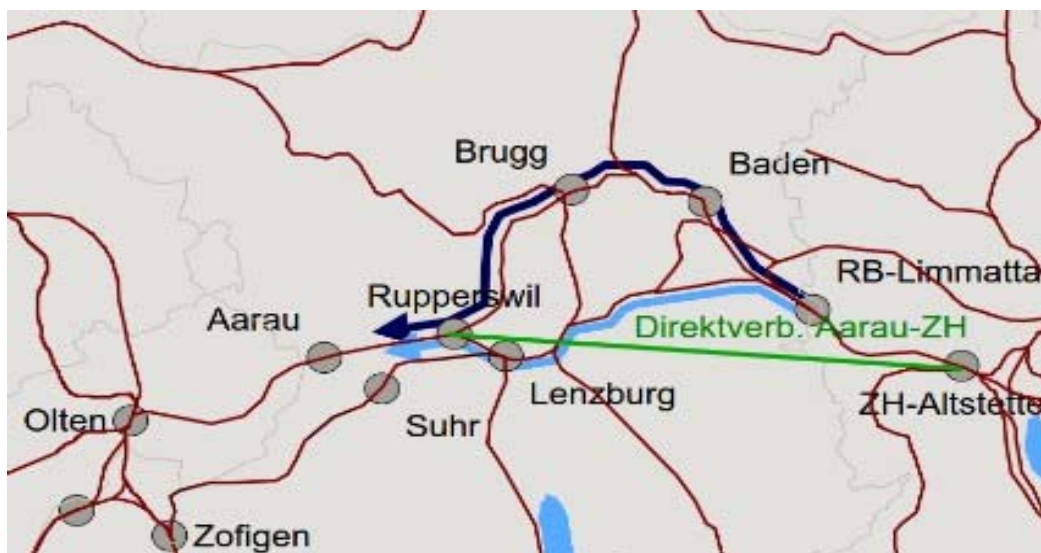 Brugg
Baden
RB-Limmatta
Rupperswil
Aarau
Direktverb. Aarau-ZH
Lenzburg
ZH-Altstette
Olten
Suhr
Zofigen